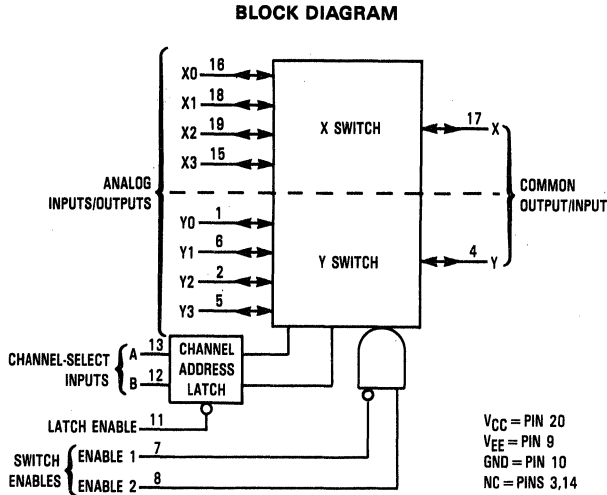 BLOCK DIAGRAM
X0 16
X1 18
X2 19
X3 15
X SWITCH
17 X
ANALOG
INPUTS/OUTPUTS
COMMON
OUTPUT/INPUT
Y0 1
Y1 6
Y2 2
Y3 5
Y SWITCH
4 Y
CHANNEL-SELECT
INPUTS
A 13
B 12
CHANNEL
ADDRESS
LATCH
LATCH ENABLE 11
SWITCH
ENABLES
ENABLE 1 7
ENABLE 2 8
VCC = PIN 20
VEE = PIN 9
GND = PIN 10
NC = PINS 3,14